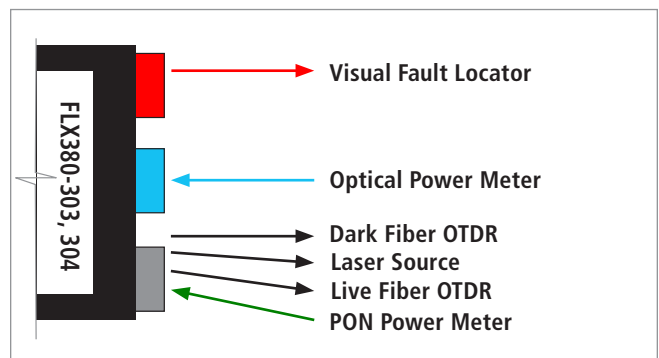 FLX380-303, 304
Visual Fault Locator
Optical Power Meter
Dark Fiber OTDR
Laser Source
Live Fiber OTDR
PON Power Meter